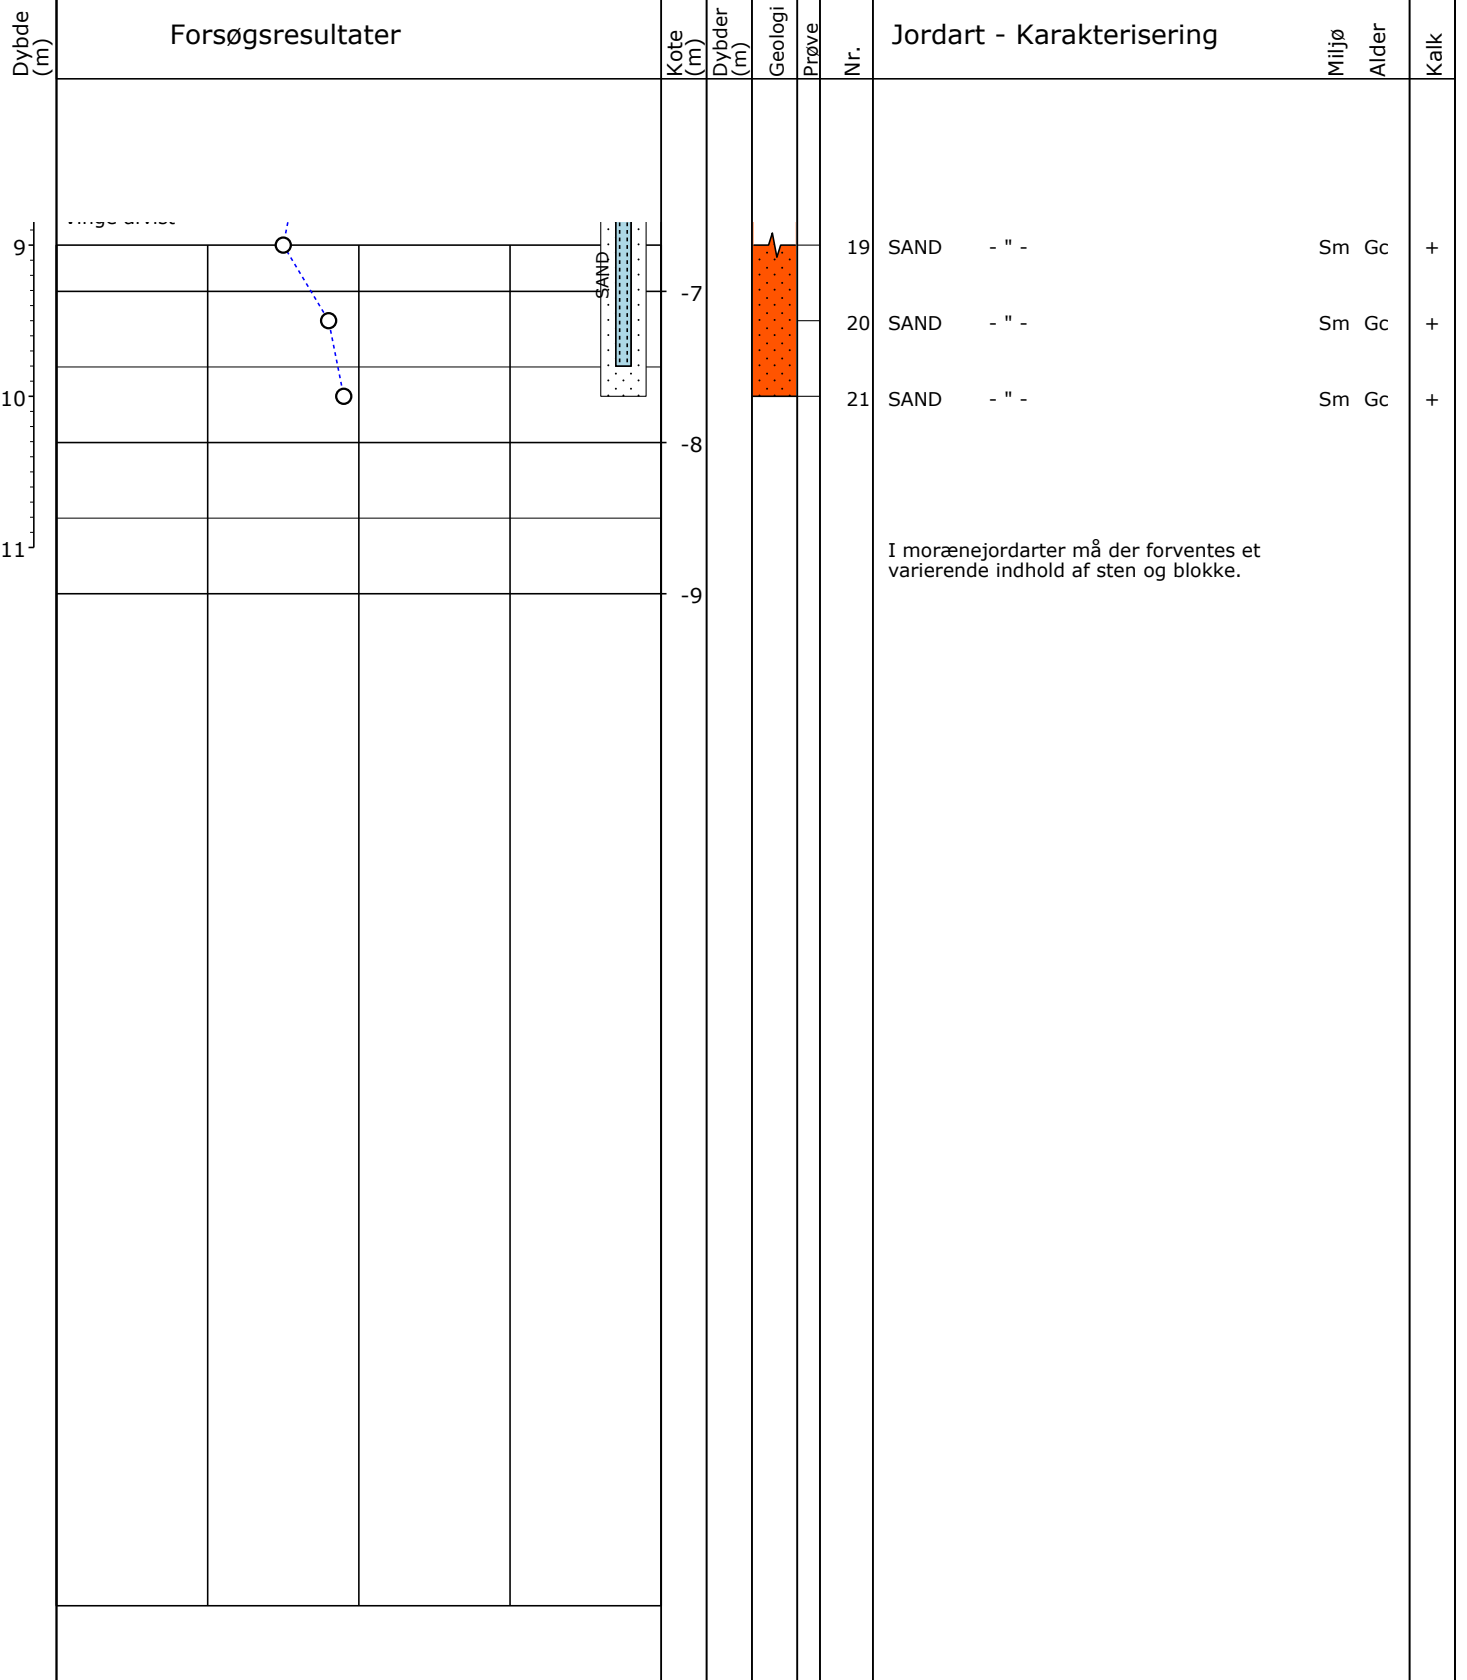 Dybde
(m)
Forsøgsresultater
Kote
(m)
Dybder
(m)
Geologi
Prøve
Nr.
Jordart - Karakterisering
Miljø
Alder
Kalk
9
SAND
19 SAND - " - Sm Gc +
-7
20 SAND - " - Sm Gc +
10
21 SAND - " - Sm Gc +
-8
11
I morænejordarter må der forventes et
varierende indhold af sten og blokke.
-9